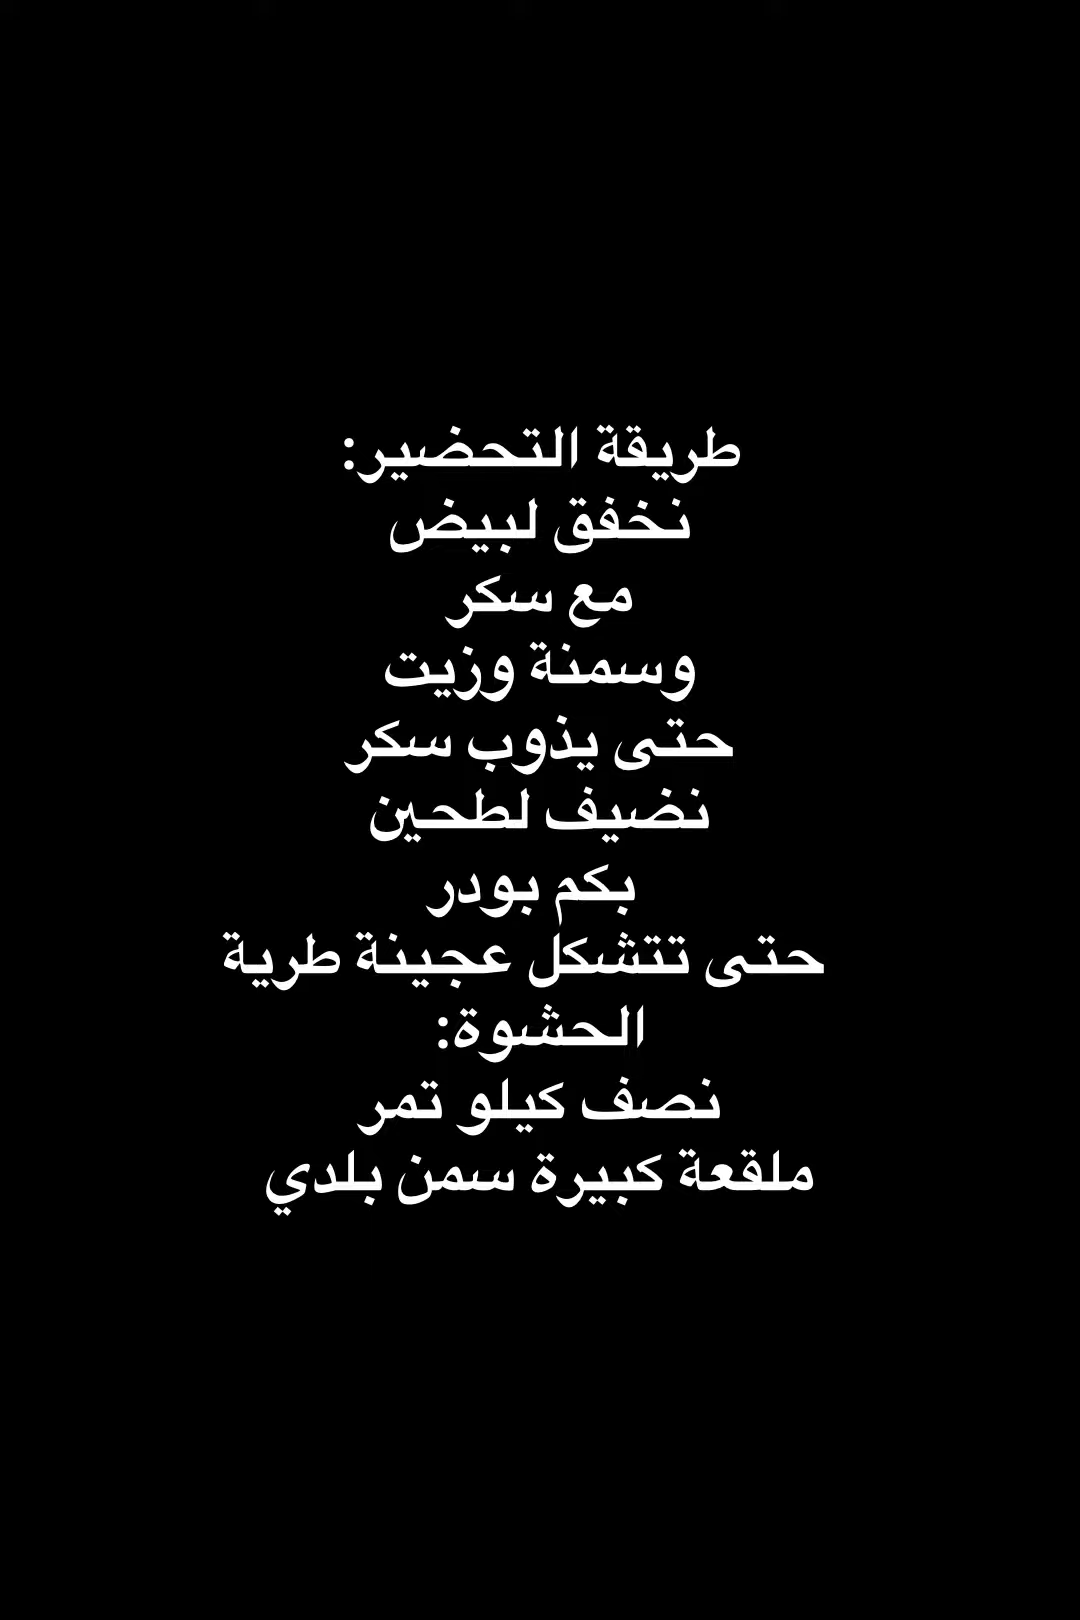 طريقة التحضير:
نخفق لبيض
مع سكر
وسمنة وزيت
حتى يذوب سكر
نضيف لطحين
بكم بودر
حتى تتشكل عجينة طرية
الحشوة:
نصف كيلو تمر
ملقعة كبيرة سمن بلدي